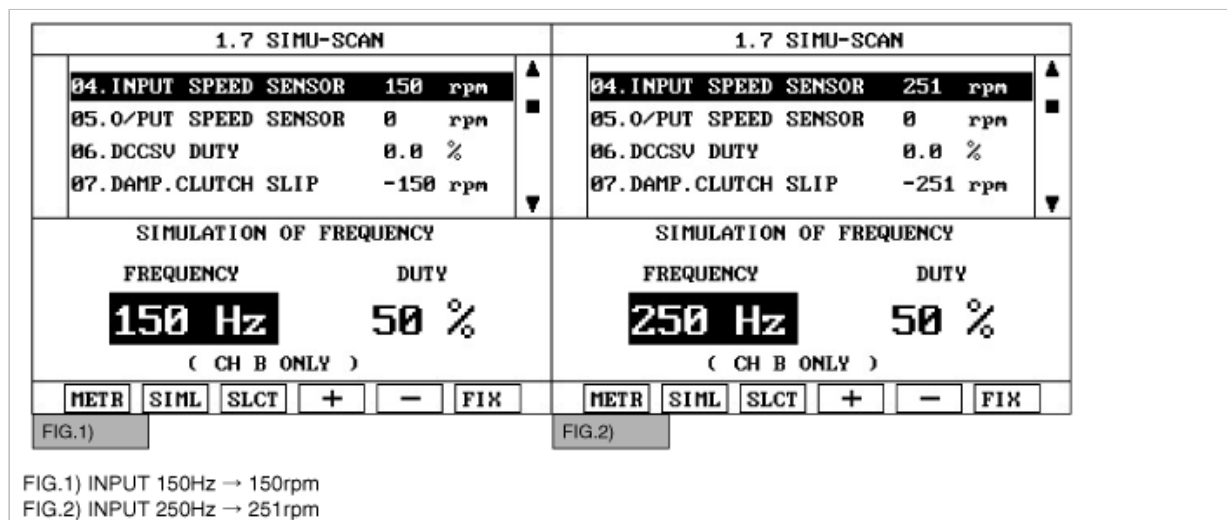 1.7 SIMU-SCAN
04.INPUT SPEED SENSOR 150 rpm
05.O/PUT SPEED SENSOR 0 rpm
06.DCCSV DUTY 0.0 %
07.DAMP.CLUTCH SLIP -150 rpm
SIMULATION OF FREQUENCY
FREQUENCY DUTY
150 Hz 50 %
( CH B ONLY )
METR SIML SLCT + − FIX
FIG.1)
1.7 SIMU-SCAN
04.INPUT SPEED SENSOR 251 rpm
05.O/PUT SPEED SENSOR 0 rpm
06.DCCSV DUTY 0.0 %
07.DAMP.CLUTCH SLIP -251 rpm
SIMULATION OF FREQUENCY
FREQUENCY DUTY
250 Hz 50 %
( CH B ONLY )
METR SIML SLCT + − FIX
FIG.2)
FIG.1) INPUT 150Hz → 150rpm
FIG.2) INPUT 250Hz → 251rpm